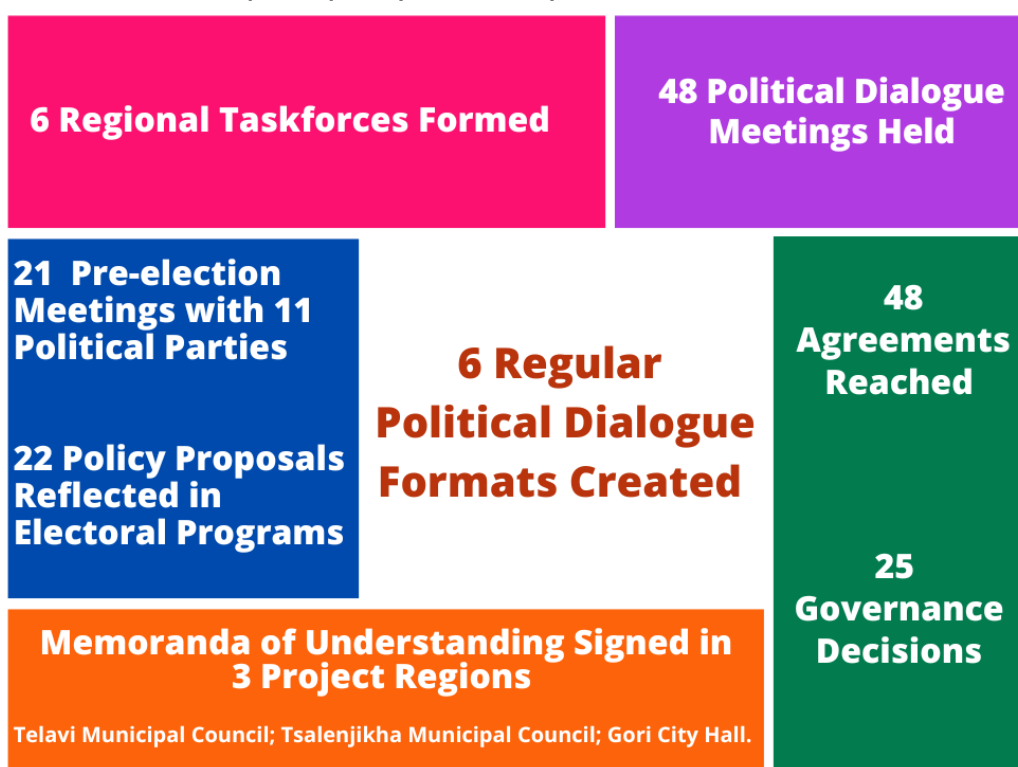 6 Regional Taskforces Formed
48 Political Dialogue
Meetings Held
21 Pre-election
Meetings with 11
Political Parties
22 Policy Proposals
Reflected in
Electoral Programs
6 Regular
Political Dialogue
Formats Created
48
Agreements
Reached
25
Governance
Decisions
Memoranda of Understanding Signed in
3 Project Regions
Telavi Municipal Council; Tsalenjikha Municipal Council; Gori City Hall.